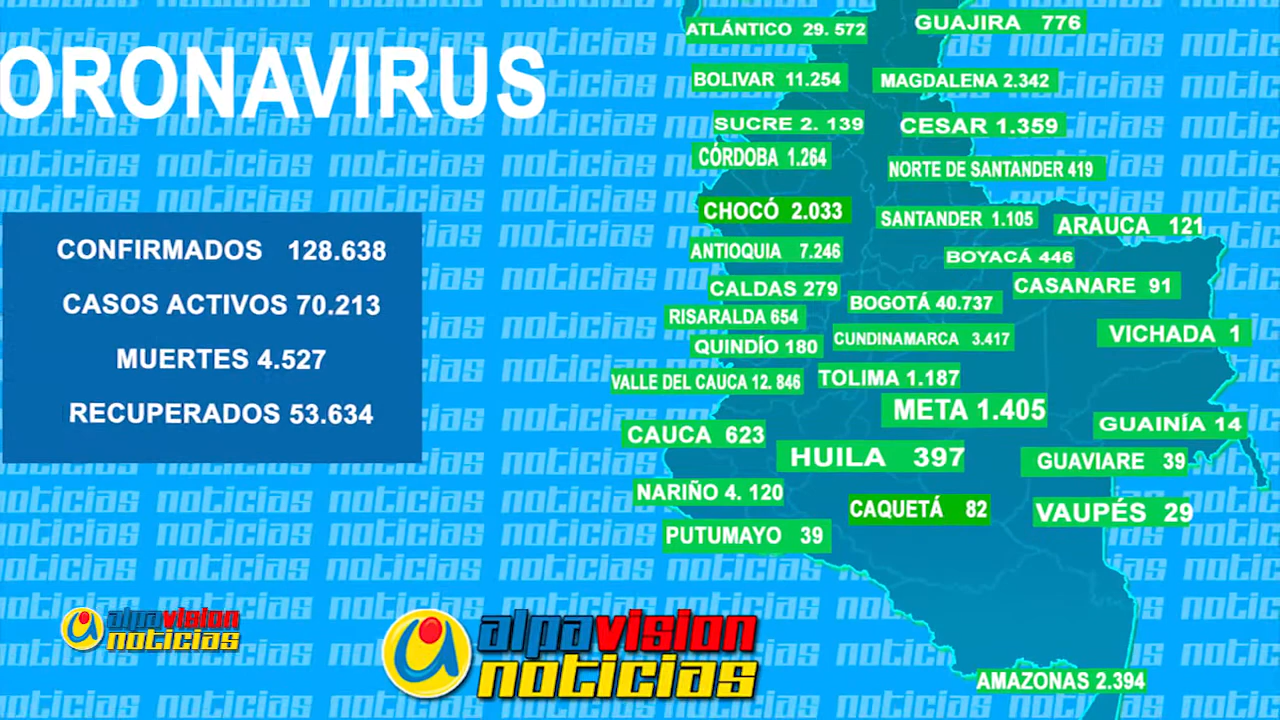 ORONAVIRUS
CONFIRMADOS 128.638
CASOS ACTIVOS 70.213
MUERTES 4.527
RECUPERADOS 53.634
ATLÁNTICO 29. 572
GUAJIRA 776
BOLIVAR 11.254
MAGDALENA 2.342
SUCRE 2. 139
CESAR 1.359
CÓRDOBA 1.264
NORTE DE SANTANDER 419
CHOCÓ 2.033
SANTANDER 1.105
ARAUCA 121
ANTIOQUIA 7.246
BOYACÁ 446
CALDAS 279
CASANARE 91
BOGOTÁ 40.737
RISARALDA 654
CUNDINAMARCA 3.417
VICHADA 1
QUINDÍO 180
VALLE DEL CAUCA 12. 846
TOLIMA 1.187
META 1.405
CAUCA 623
GUAINÍA 14
HUILA 397
GUAVIARE 39
NARIÑO 4. 120
CAQUETÁ 82
VAUPÉS 29
PUTUMAYO 39
AMAZONAS 2.394
alpavision
noticias
alpavision
noticias